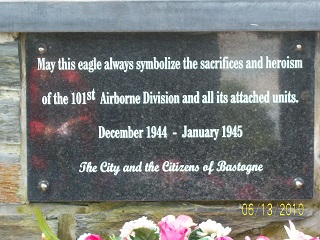 May this eagle always symbolize the sacrifices and heroism
of the 101st Airborne Division and all its attached units.
December 1944 - January 1945
The City and the Citizens of Bastogne
06/13/2010